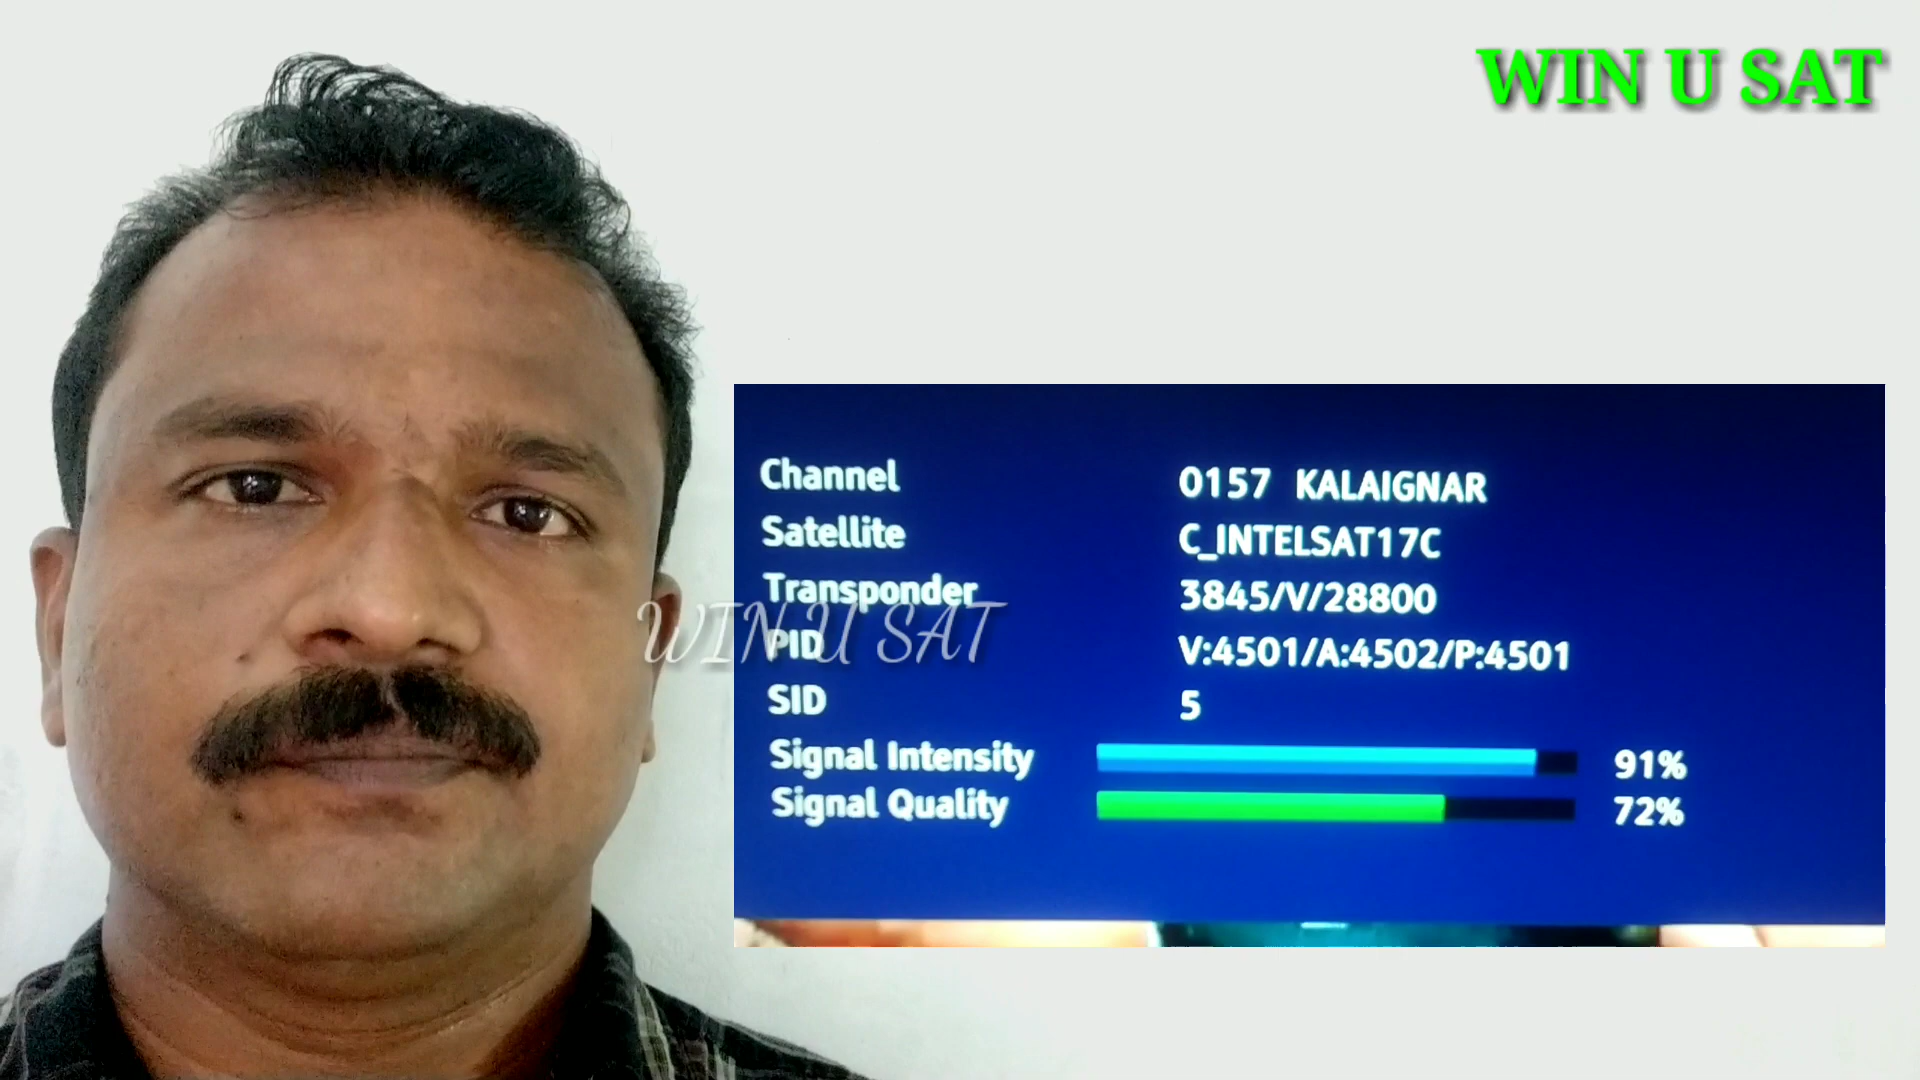 WIN U SAT
Channel 0157 KALAIGNAR
Satellite C_INTELSAT17C
Transponder 3845/V/28800
WIN U SAT
PID V:4501/A:4502/P:4501
SID 5
Signal Intensity 91%
Signal Quality 72%